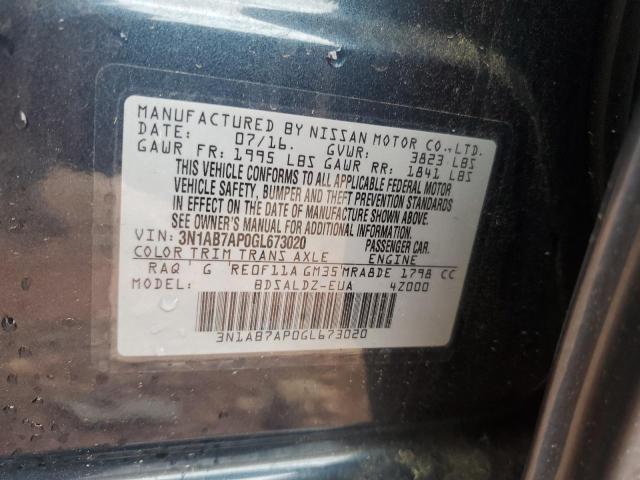 MANUFACTURED BY NISSAN MOTOR CO.,LTD.
DATE: 07/16. GVWR: 3823 LBS
GAWR FR: 1995 LBS GAWR RR: 1841 LBS
THIS VEHICLE CONFORMS TO ALL APPLICABLE FEDERAL MOTOR
VEHICLE SAFETY, BUMPER AND THEFT PREVENTION STANDARDS
IN EFFECT ON THE DATE OF MANUFACTURE SHOWN ABOVE.
SEE OWNER'S MANUAL FOR ADDITIONAL INFORMATION.
VIN: 3N1AB7AP0GL673020 PASSENGER CAR.
COLOR TRIM TRANS AXLE ENGINE
RAQ G RE0F11A GM35 MRA8DE 1798 CC
MODEL: BDSALDZ-EUA 4Z000
3N1AB7AP0GL673020